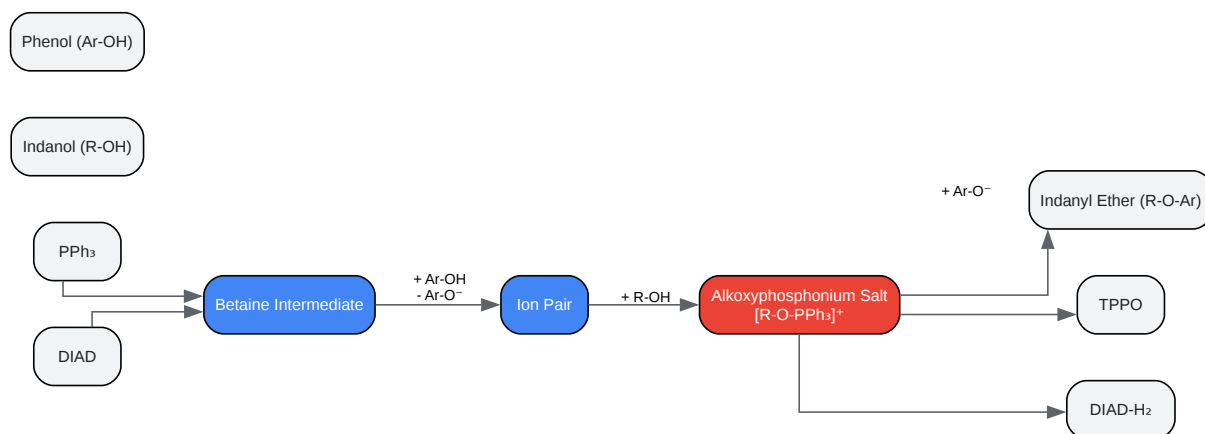 Phenol (Ar-OH)
Indanol (R-OH)
PPh₃
DIAD
Betaine Intermediate
+ Ar-OH
- Ar-O⁻
Ion Pair
+ R-OH
Alkoxyphosphonium Salt
[R-O-PPh₃]⁺
+ Ar-O⁻
Indanyl Ether (R-O-Ar)
TPPO
DIAD-H₂